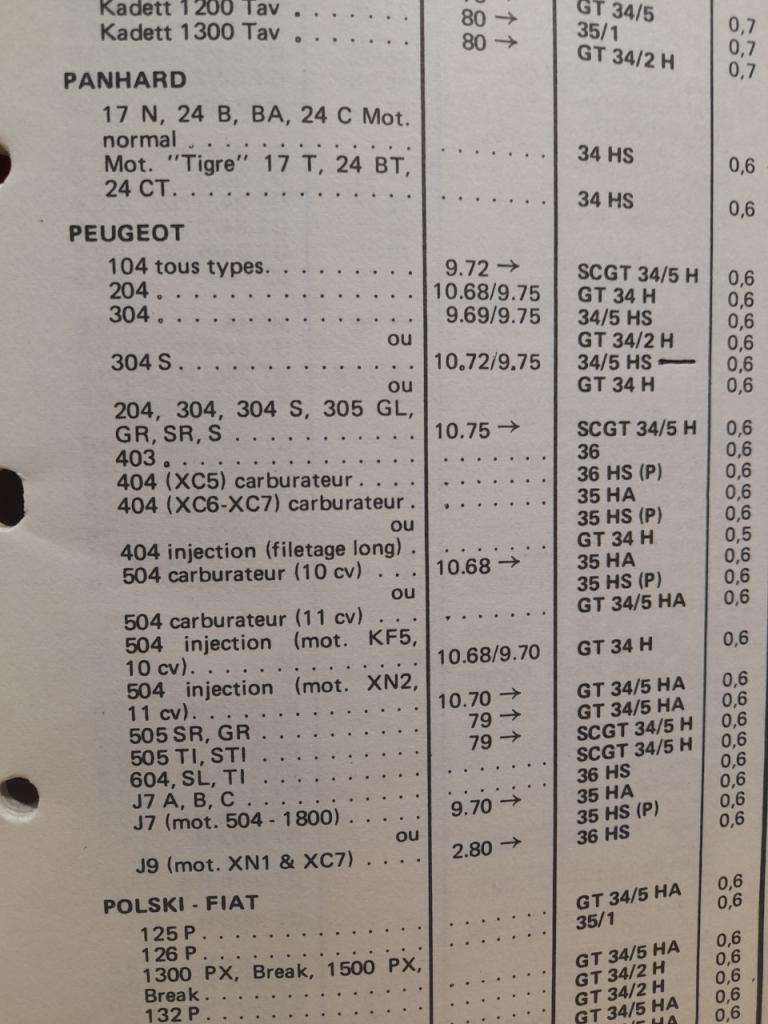 GT 34/5 0,7
Kadett 1200 Tav . . . . . . . 80 → 35/1 0,7
Kadett 1300 Tav . . . . . . . 80 → GT 34/2 H 0,7
PANHARD
17 N, 24 B, BA, 24 C Mot.
normal . . . . . . . . . . . . . . . . . . . 34 HS 0,6
Mot. "Tigre" 17 T, 24 BT,
24 CT. . . . . . . . . . . . . . . . . . . . 34 HS 0,6
PEUGEOT
104 tous types. . . . . . . . . 9.72 → SCGT 34/5 H 0,6
204 . . . . . . . . . . . . . . . 10.68/9.75 GT 34 H 0,6
304 . . . . . . . . . . . . . . . 9.69/9.75 34/5 HS 0,6
ou GT 34/2 H 0,6
304 S. . . . . . . . . . . . . . 10.72/9.75 34/5 HS — 0,6
ou GT 34 H 0,6
204, 304, 304 S, 305 GL,
GR, SR, S . . . . . . . . . . . 10.75 → SCGT 34/5 H 0,6
403 . . . . . . . . . . . . . . . . . . . . . . 36 0,6
404 (XC5) carburateur . . . . . . . . . . . 36 HS (P) 0,6
404 (XC6-XC7) carburateur . . . . . . . . 35 HA 0,6
ou 35 HS (P) 0,6
404 injection (filetage long) . . . . . . . . GT 34 H 0,5
504 carburateur (10 cv) . . . 10.68 → 35 HA 0,6
ou 35 HS (P) 0,6
504 carburateur (11 cv) . . . . . . . . . . GT 34/5 HA 0,6
504 injection (mot. KF5,
10 cv). . . . . . . . . . . . . . 10.68/9.70 GT 34 H 0,6
504 injection (mot. XN2,
11 cv). . . . . . . . . . . . . . 10.70 → GT 34/5 HA 0,6
505 SR, GR . . . . . . . . . . 79 → GT 34/5 HA 0,6
505 TI, STI . . . . . . . . . . 79 → SCGT 34/5 H 0,6
604, SL, TI . . . . . . . . . . . . . . . . . SCGT 34/5 H 0,6
J7 A, B, C . . . . . . . . . . . . . . . . . . 36 HS 0,6
J7 (mot. 504 - 1800) . . . . . 9.70 → 35 HA 0,6
ou 35 HS (P) 0,6
J9 (mot. XN1 & XC7) . . . . 2.80 → 36 HS 0,6
POLSKI - FIAT
125 P. . . . . . . . . . . . . . . . . . . . . GT 34/5 HA 0,6
126 P. . . . . . . . . . . . . . . . . . . . . 35/1 0,6
1300 PX, Break, 1500 PX,
Break. . . . . . . . . . . . . . . . . . . . . GT 34/5 HA 0,6
132 P. . . . . . . . . . . . . . GT 34/2 H 0,6
GT 34/2 H 0,6
GT 34/5 HA 0,6